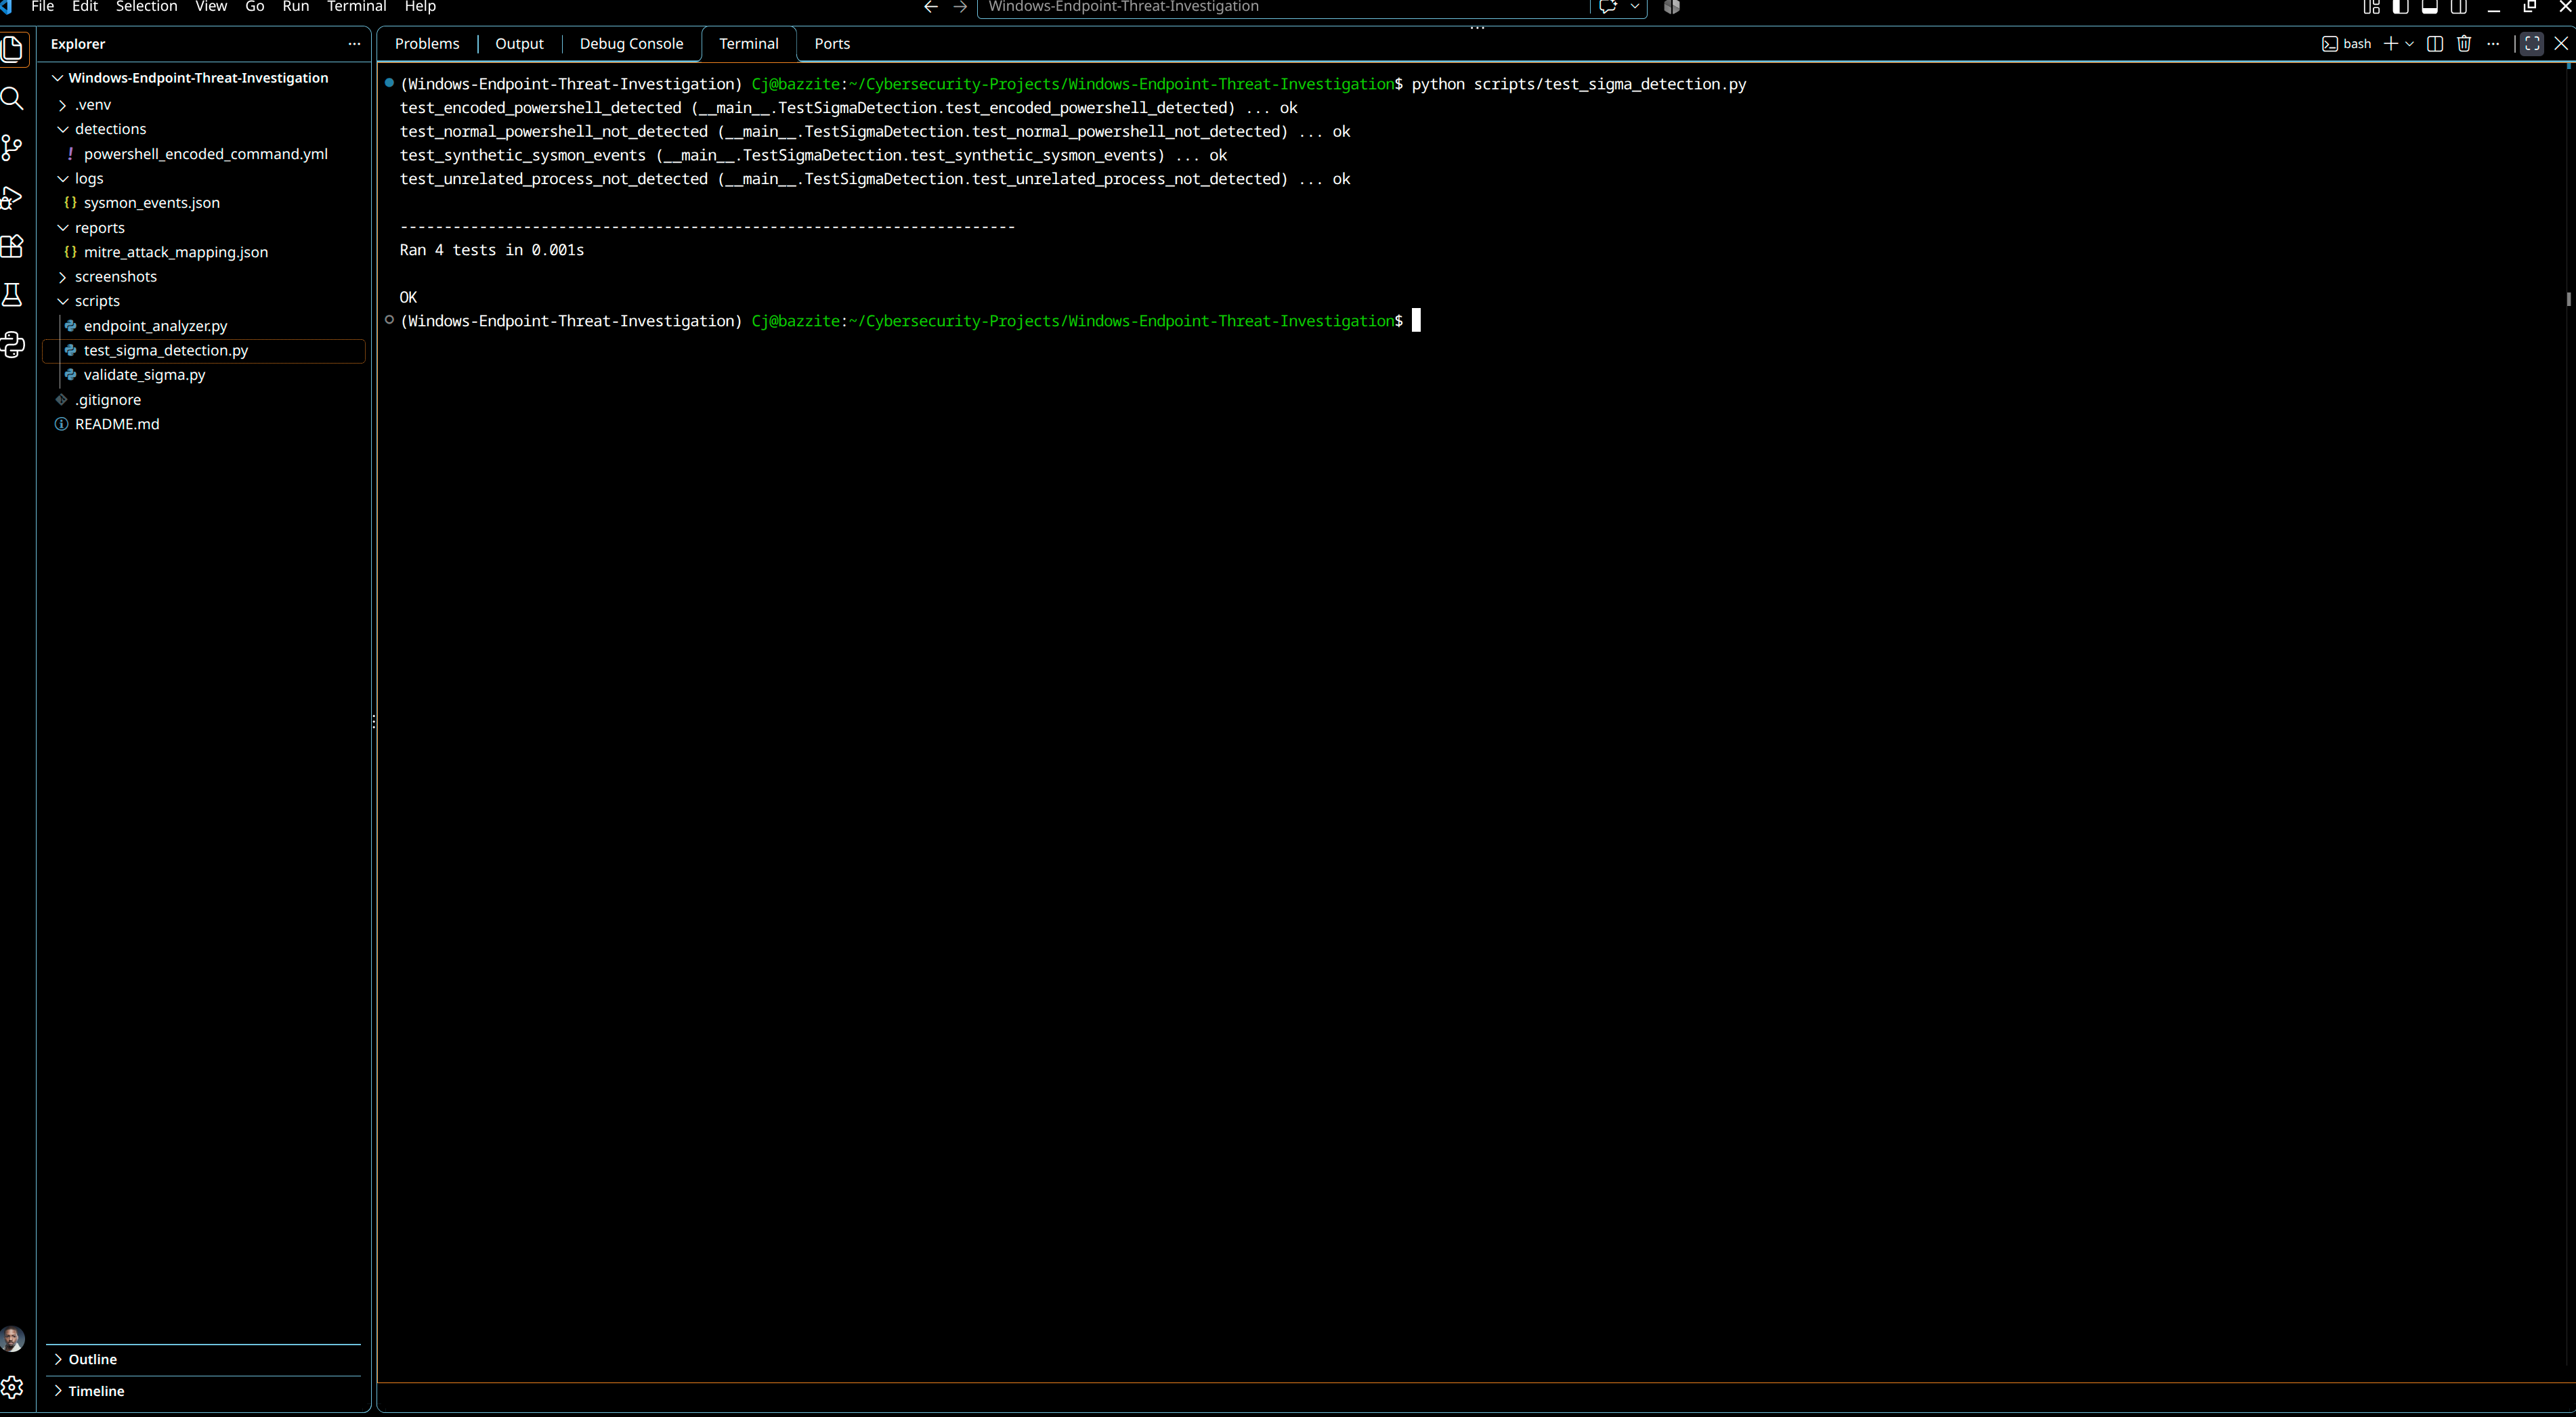 File Edit Selection View Go Run Terminal Help
Windows-Endpoint-Threat-Investigation
Explorer
Windows-Endpoint-Threat-Investigation
.venv
detections
powershell_encoded_command.yml
logs
sysmon_events.json
reports
mitre_attack_mapping.json
screenshots
scripts
endpoint_analyzer.py
test_sigma_detection.py
validate_sigma.py
.gitignore
README.md
Outline
Timeline
Problems Output Debug Console Terminal Ports
bash
(Windows-Endpoint-Threat-Investigation) Cj@bazzite:~/Cybersecurity-Projects/Windows-Endpoint-Threat-Investigation$ python scripts/test_sigma_detection.py
test_encoded_powershell_detected (__main__.TestSigmaDetection.test_encoded_powershell_detected) ... ok
test_normal_powershell_not_detected (__main__.TestSigmaDetection.test_normal_powershell_not_detected) ... ok
test_synthetic_sysmon_events (__main__.TestSigmaDetection.test_synthetic_sysmon_events) ... ok
test_unrelated_process_not_detected (__main__.TestSigmaDetection.test_unrelated_process_not_detected) ... ok
----------------------------------------------------------------------
Ran 4 tests in 0.001s
OK
(Windows-Endpoint-Threat-Investigation) Cj@bazzite:~/Cybersecurity-Projects/Windows-Endpoint-Threat-Investigation$